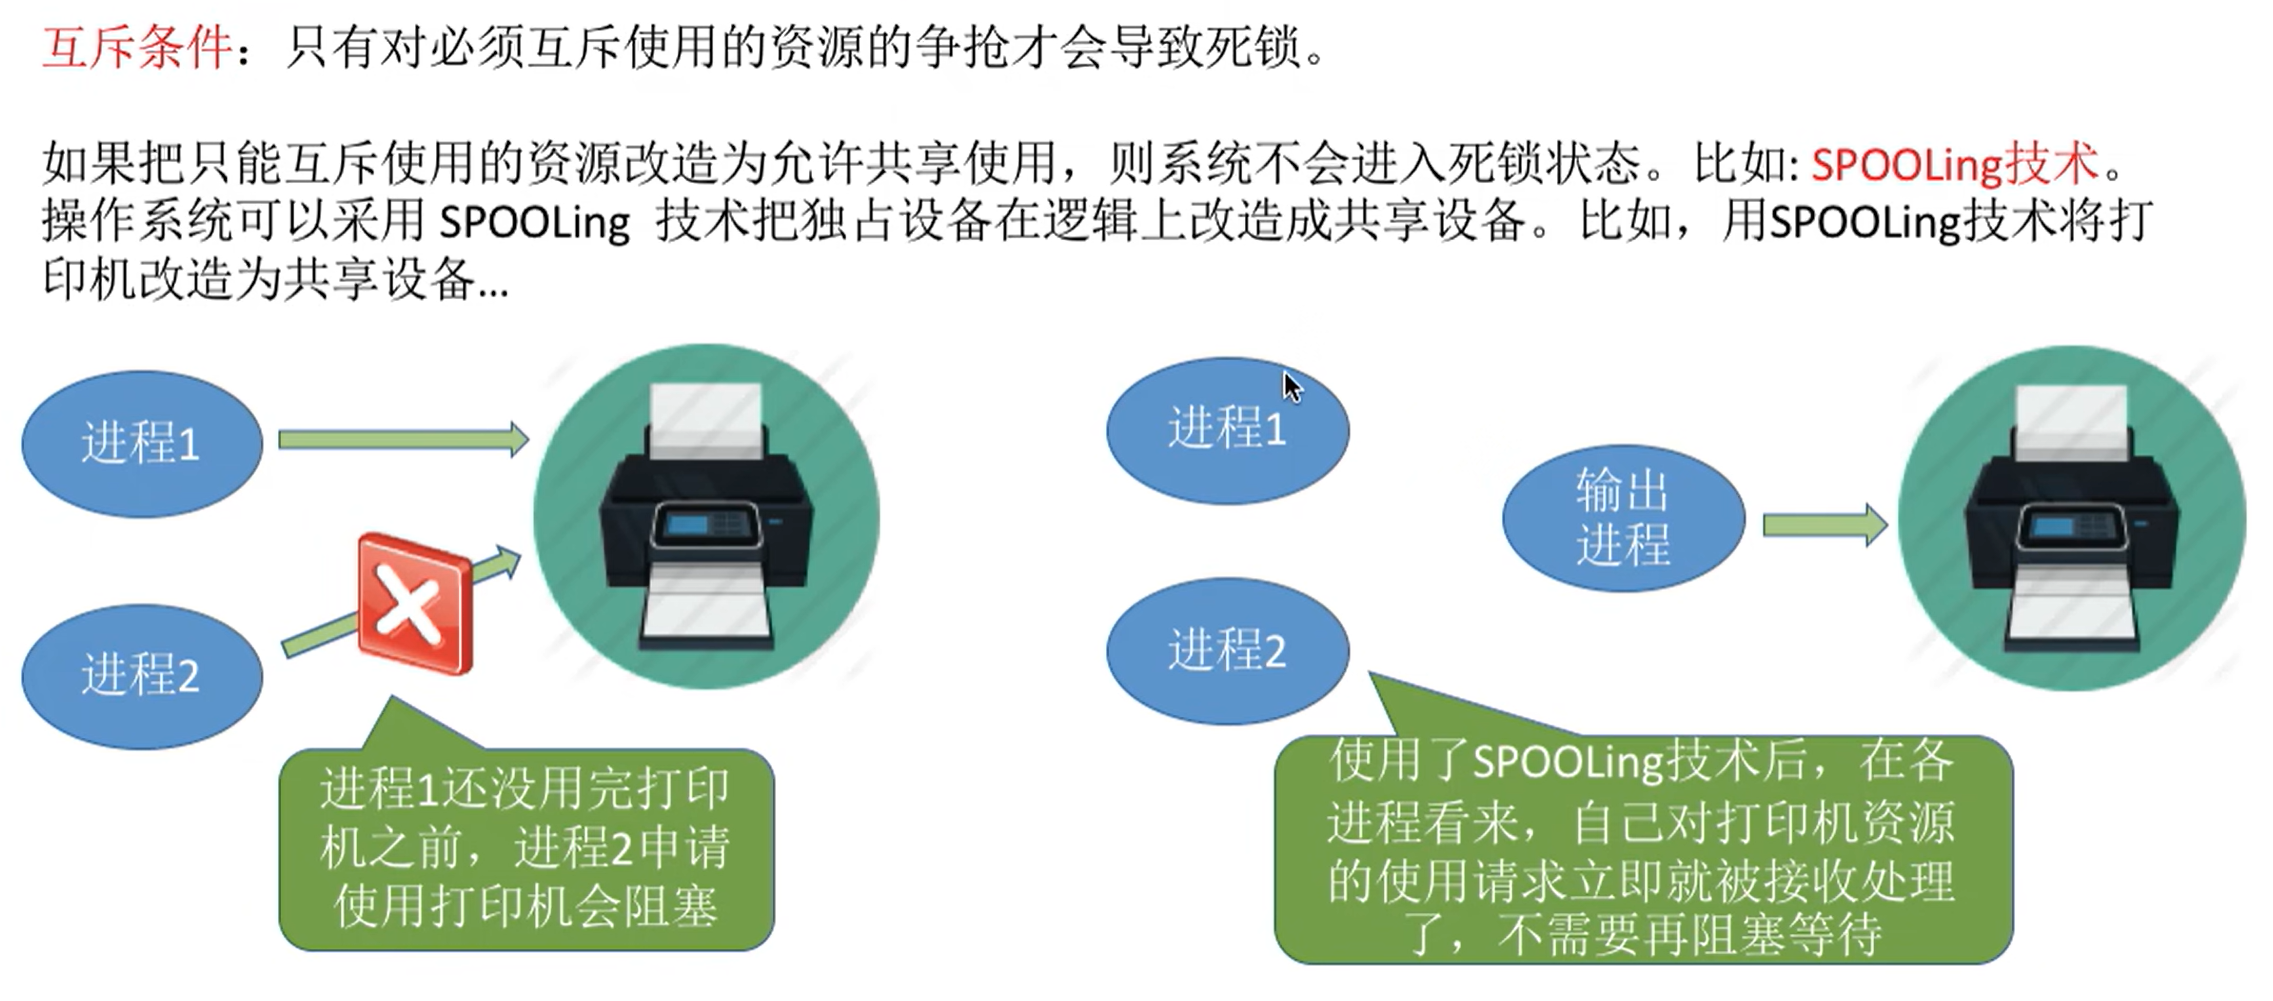 互斥条件：只有对必须互斥使用的资源的争抢才会导致死锁。
如果把只能互斥使用的资源改造为允许共享使用，则系统不会进入死锁状态。比如: SPOOLing技术。
操作系统可以采用 SPOOLing 技术把独占设备在逻辑上改造成共享设备。比如，用SPOOLing技术将打
印机改造为共享设备...
进程1
进程2
进程1还没用完打印
机之前，进程2申请
使用打印机会阻塞
进程1
进程2
输出
进程
使用了SPOOLing技术后，在各
进程看来，自己对打印机资源
的使用请求立即就被接收处理
了，不需要再阻塞等待